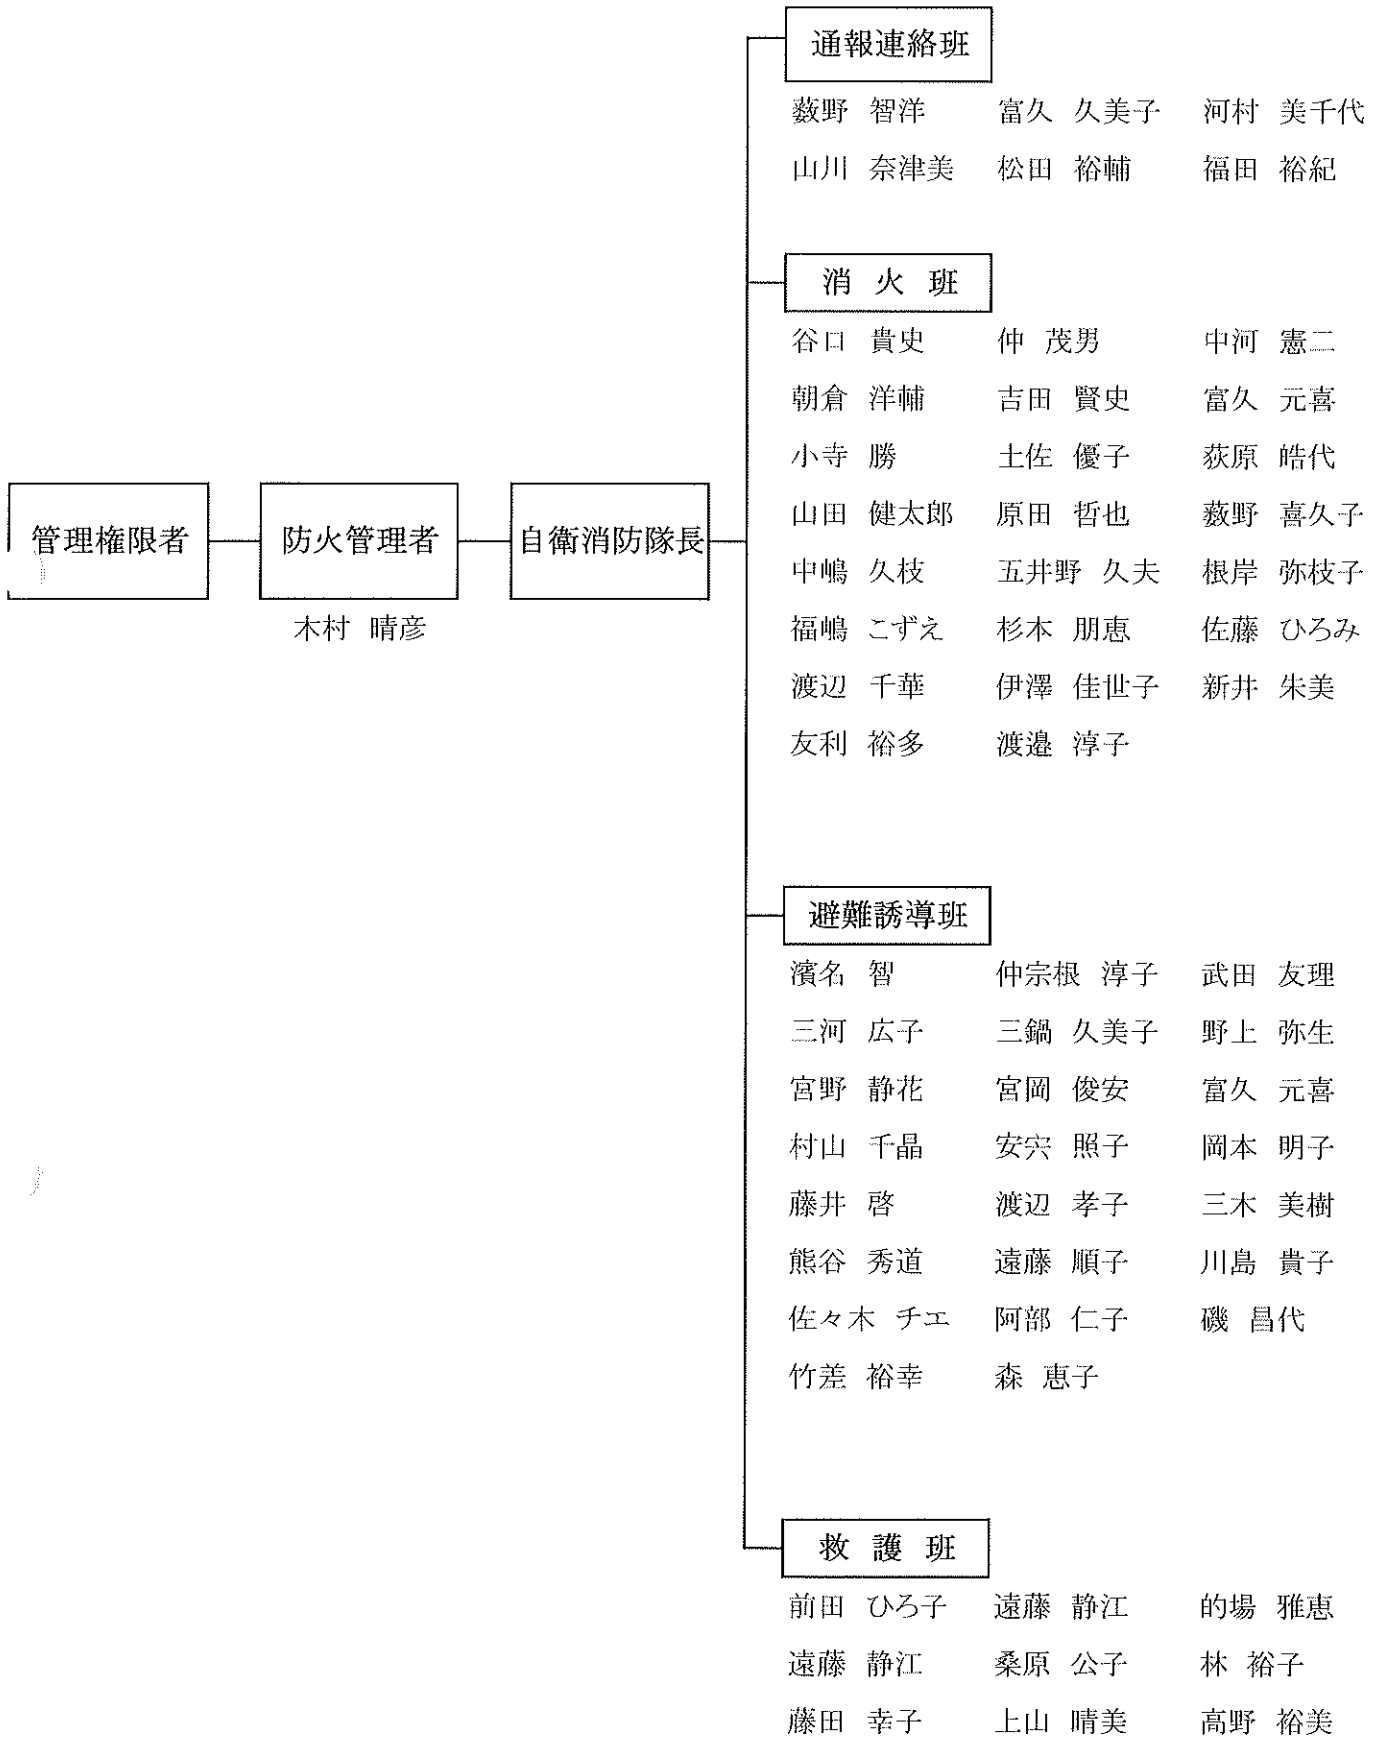 通報連絡班
薮野 智洋 富久 久美子 河村 美千代
山川 奈津美 松田 裕輔 福田 裕紀
消火班
谷口 貴史 仲 茂男 中河 憲二
朝倉 洋輔 吉田 賢史 富久 元喜
小寺 勝 土佐 優子 荻原 皓代
山田 健太郎 原田 哲也 薮野 喜久子
中嶋 久枝 五井野 久夫 根岸 弥枝子
福嶋 こずえ 杉本 朋恵 佐藤 ひろみ
渡辺 千華 伊澤 佳世子 新井 朱美
友利 裕多 渡邉 淳子
管理権限者 防火管理者 自衛消防隊長
木村 晴彦
避難誘導班
濱名 智 仲宗根 淳子 武田 友理
三河 広子 三鍋 久美子 野上 弥生
宮野 静花 宮岡 俊安 富久 元喜
村山 千晶 安宍 照子 岡本 明子
藤井 啓 渡辺 孝子 三木 美樹
熊谷 秀道 遠藤 順子 川島 貴子
佐々木 チエ 阿部 仁子 磯 昌代
竹差 裕幸 森 恵子
救護班
前田 ひろ子 遠藤 静江 的場 雅恵
遠藤 静江 桑原 公子 林 裕子
藤田 幸子 上山 晴美 高野 裕美